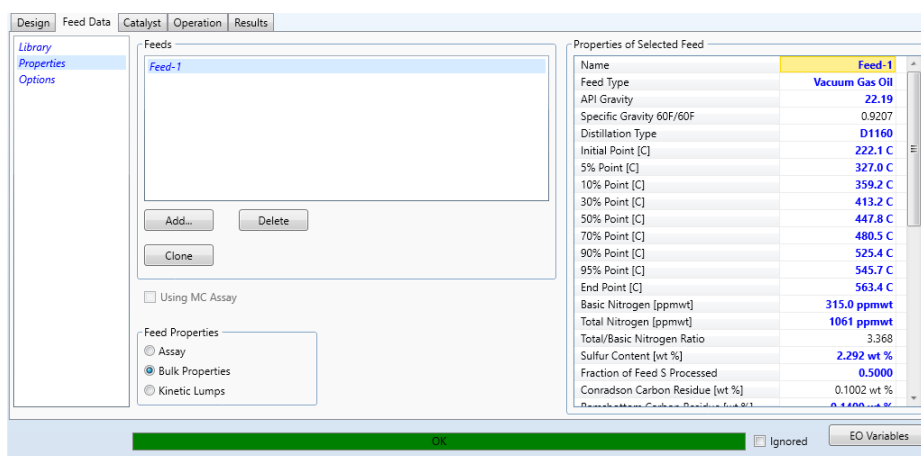 Design Feed Data Catalyst Operation Results
Library
Properties
Options
Feeds
Feed-1
Add...
Delete
Clone
Using MC Assay
Feed Properties
Assay
Bulk Properties
Kinetic Lumps
Properties of Selected Feed
Name Feed-1
Feed Type Vacuum Gas Oil
API Gravity 22.19
Specific Gravity 60F/60F 0.9207
Distillation Type D1160
Initial Point [C] 222.1 C
5% Point [C] 327.0 C
10% Point [C] 359.2 C
30% Point [C] 413.2 C
50% Point [C] 447.8 C
70% Point [C] 480.5 C
90% Point [C] 525.4 C
95% Point [C] 545.7 C
End Point [C] 563.4 C
Basic Nitrogen [ppmwt] 315.0 ppmwt
Total Nitrogen [ppmwt] 1061 ppmwt
Total/Basic Nitrogen Ratio 3.368
Sulfur Content [wt %] 2.292 wt %
Fraction of Feed S Processed 0.5000
Conradson Carbon Residue [wt %] 0.1002 wt %
OK
Ignored
EO Variables